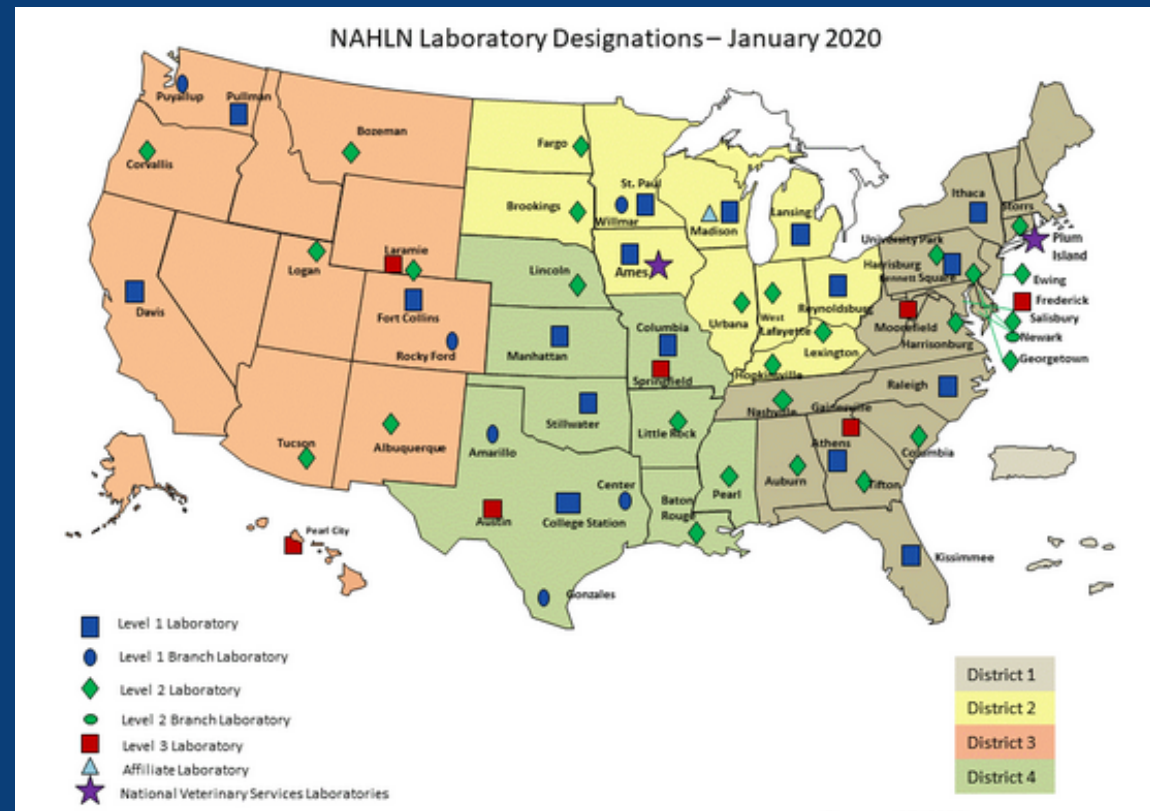 NAHLN Laboratory Designations – January 2020
Puyallup
Pullman
Corvallis
Bozeman
Fargo
St. Paul
Willmar
Brookings
Madison
Lansing
Ithaca
Storrs
Plum
Island
University Park
Harrisburg
Kennett Square
Ewing
Frederick
Salisbury
Newark
Georgetown
Logan
Laramie
Lincoln
Ames
Davis
Fort Collins
Rocky Ford
Manhattan
Columbia
Springfield
Urbana
West
Lafayette
Reynoldsburg
Lexington
Hopkinsville
Moorefield
Harrisonburg
Raleigh
Nashville
Gainesville
Athens
Columbia
Tifton
Tucson
Albuquerque
Amarillo
Stillwater
Little Rock
Center
Austin
College Station
Baton
Rouge
Pearl
Auburn
Kissimmee
Gonzales
Pearl City
Level 1 Laboratory
Level 1 Branch Laboratory
Level 2 Laboratory
Level 2 Branch Laboratory
Level 3 Laboratory
Affiliate Laboratory
National Veterinary Services Laboratories
District 1
District 2
District 3
District 4